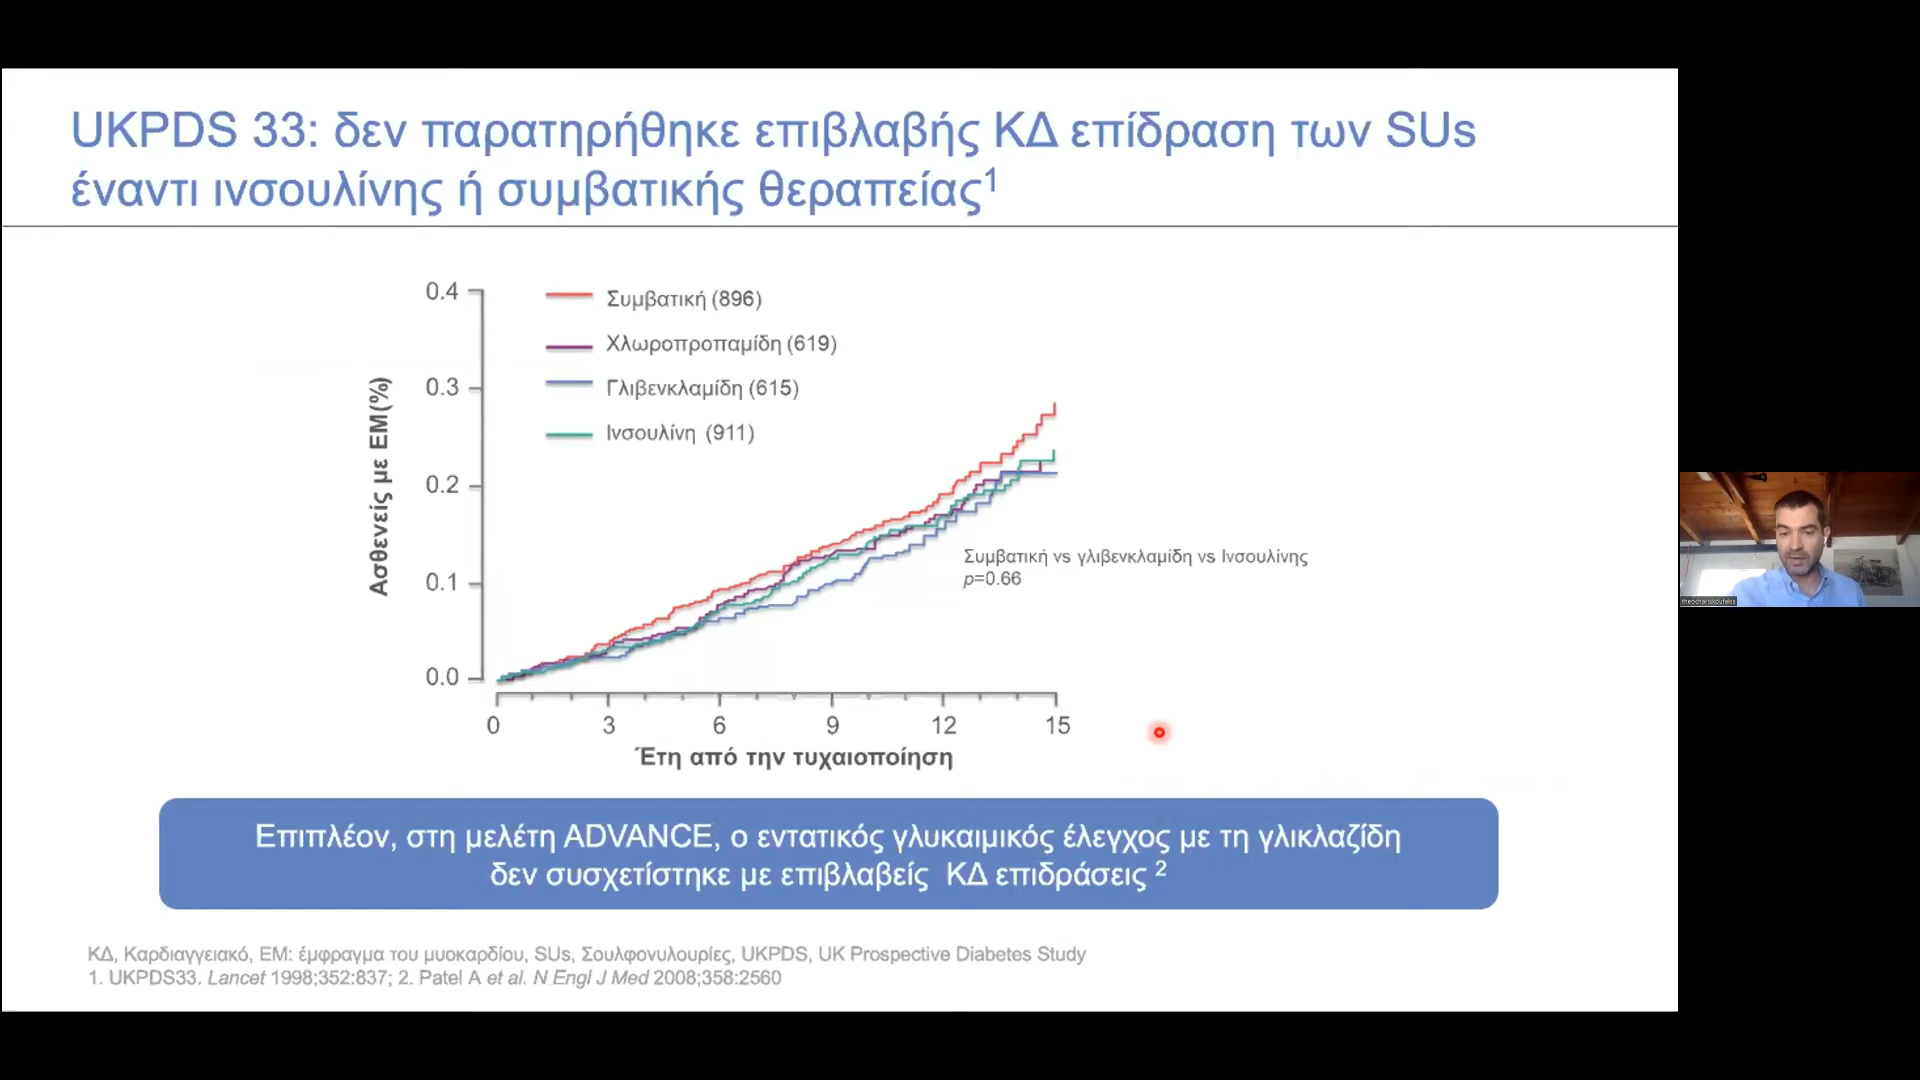 UKPDS 33: δεν παρατηρήθηκε επιβλαβής ΚΔ επίδραση των SUs
έναντι ινσουλίνης ή συμβατικής θεραπείας¹
Συμβατική (896)
Χλωροπροπαμίδη (619)
Γλιβενκλαμίδη (615)
Ινσουλίνη (911)
Ασθενείς με ΕΜ(%)
0.4
0.3
0.2
0.1
0.0
Συμβατική vs γλιβενκλαμίδη vs Ινσουλίνης
p=0.66
0 3 6 9 12 15
Έτη από την τυχαιοποίηση
Επιπλέον, στη μελέτη ADVANCE, ο εντατικός γλυκαιμικός έλεγχος με τη γλικλαζίδη
δεν συσχετίστηκε με επιβλαβείς ΚΔ επιδράσεις ²
ΚΔ, Καρδιαγγειακό, ΕΜ: έμφραγμα του μυοκαρδίου, SUs, Σουλφονυλουρίες, UKPDS, UK Prospective Diabetes Study
1. UKPDS33. Lancet 1998;352:837; 2. Patel A et al. N Engl J Med 2008;358:2560